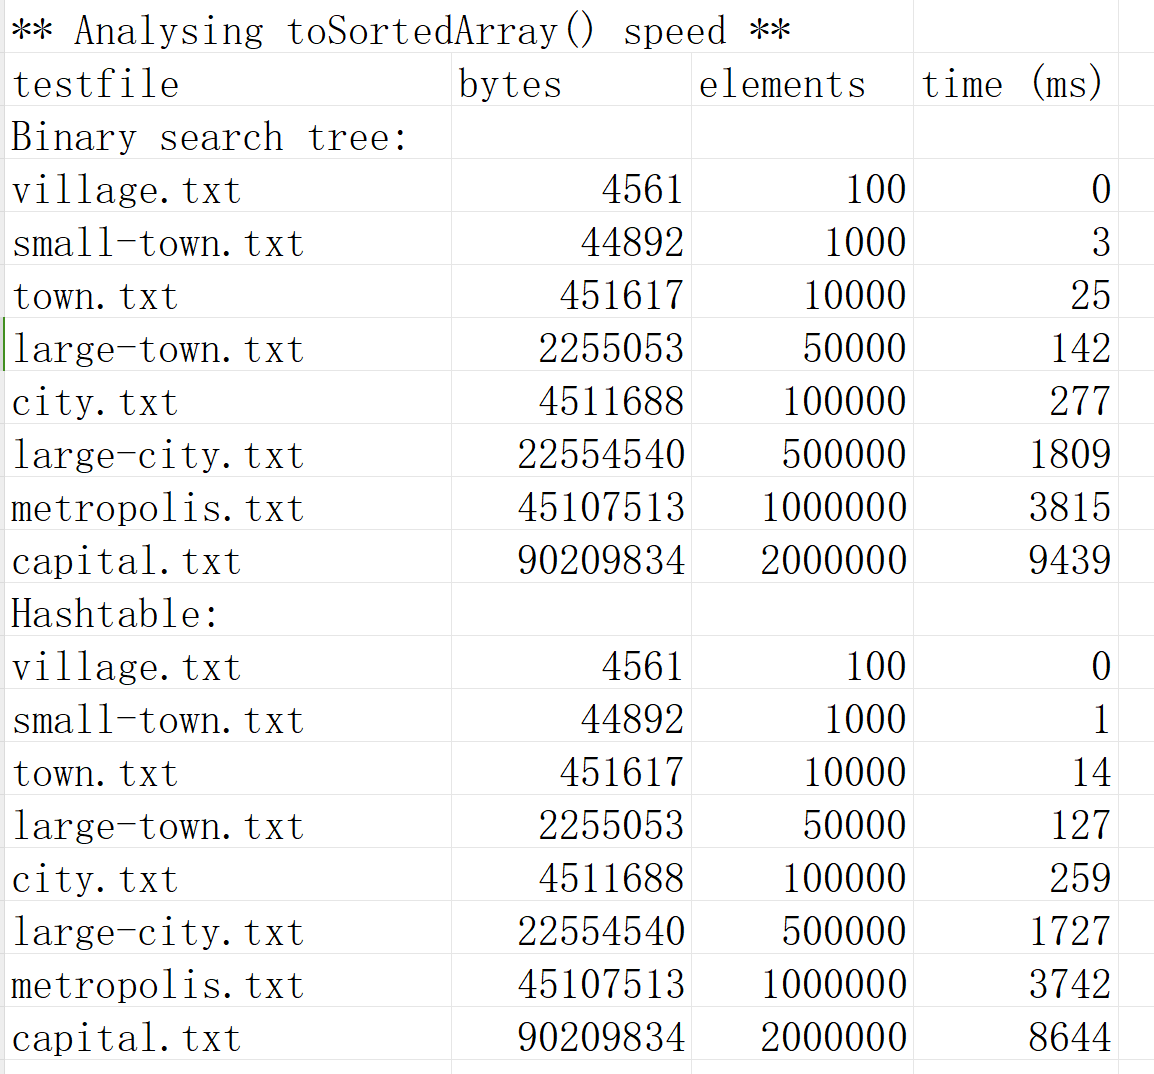 ** Analysing toSortedArray() speed **
testfile bytes elements time (ms)
Binary search tree:
village.txt 4561 100 0
small-town.txt 44892 1000 3
town.txt 451617 10000 25
large-town.txt 2255053 50000 142
city.txt 4511688 100000 277
large-city.txt 22554540 500000 1809
metropolis.txt 45107513 1000000 3815
capital.txt 90209834 2000000 9439
Hashtable:
village.txt 4561 100 0
small-town.txt 44892 1000 1
town.txt 451617 10000 14
large-town.txt 2255053 50000 127
city.txt 4511688 100000 259
large-city.txt 22554540 500000 1727
metropolis.txt 45107513 1000000 3742
capital.txt 90209834 2000000 8644